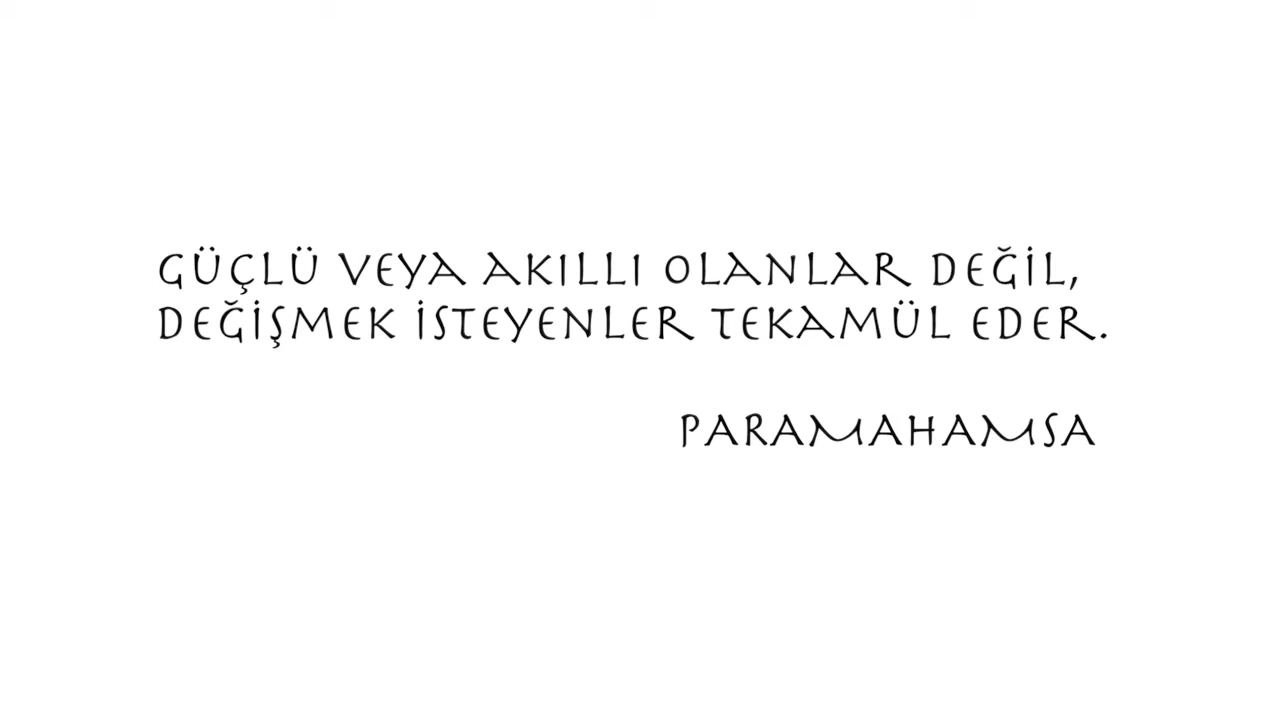 GÜÇLÜ VEYA AKILLI OLANLAR DEĞİL,
DEĞİŞMEK İSTEYENLER TEKAMÜL EDER.
PARAMAHAMSA